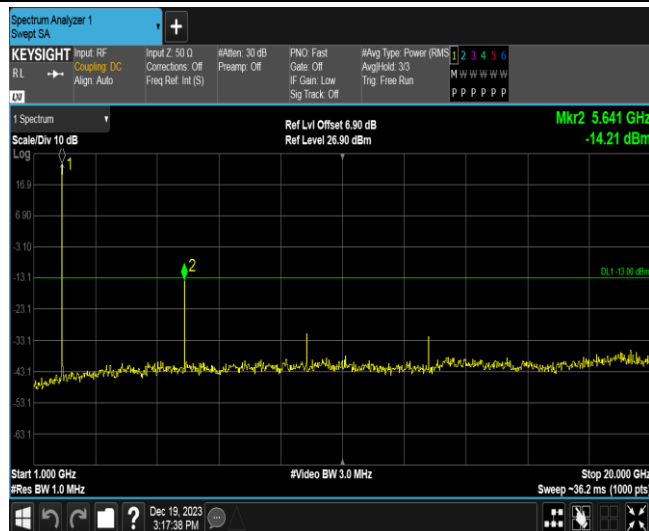 Spectrum Analyzer 1
Swept SA
+
KEYSIGHT
RL
LXI
Input: RF
Coupling: DC
Align: Auto
Input Z: 50 Ω
Corrections: Off
Freq Ref: Int (S)
#Atten: 30 dB
Preamp: Off
PNO: Fast
Gate: Off
IF Gain: Low
Sig Track: Off
#Avg Type: Power (RMS
Avg|Hold: 3/3
Trig: Free Run
1 2 3 4 5 6
M W W W W W
P P P P P P
1 Spectrum
Scale/Div 10 dB
Log
Ref Lvl Offset 6.90 dB
Ref Level 26.90 dBm
Mkr2 5.641 GHz
-14.21 dBm
1
16.9
6.90
-3.10
2
-13.1
DL1 -13.00 dBm
-23.1
-33.1
-43.1
-53.1
-63.1
Start 1.000 GHz
#Res BW 1.0 MHz
#Video BW 3.0 MHz
Stop 20.000 GHz
Sweep ~36.2 ms (1000 pts)
?
Dec 19, 2023
3:17:38 PM